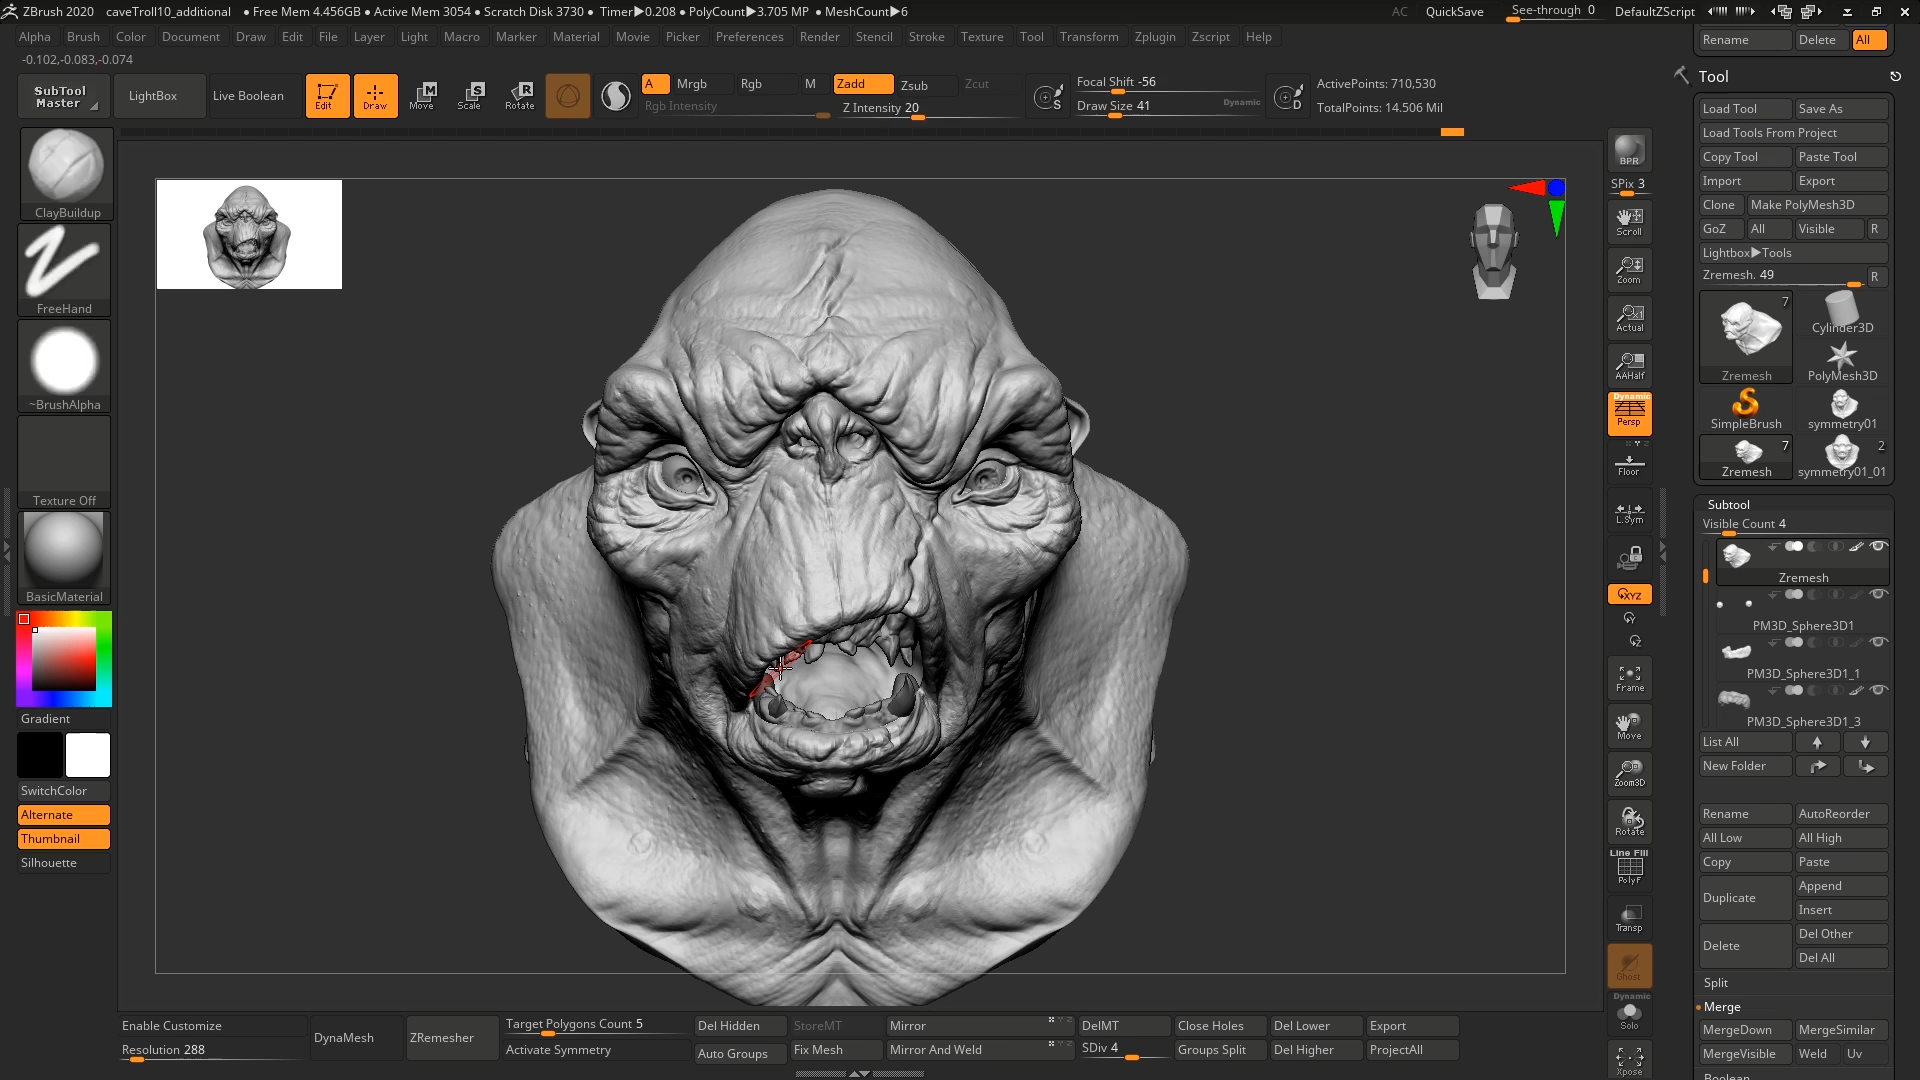 ZBrush 2020 caveTroll10_additional • Free Mem 4.456GB • Active Mem 3054 • Scratch Disk 3730 • Timer▶0.208 • PolyCount▶3.705 MP • MeshCount▶6 AC QuickSave See-through 0 DefaultZScript
Alpha Brush Color Document Draw Edit File Layer Light Macro Marker Material Movie Picker Preferences Render Stencil Stroke Texture Tool Transform Zplugin Zscript Help
Rename Delete All
-0.102,-0.083,-0.074
SubTool Master
LightBox
Live Boolean
Edit
Draw
Move
Scale
Rotate
A Mrgb Rgb M Zadd Zsub Zcut
Rgb Intensity Z Intensity 20
Focal Shift -56
Draw Size 41 Dynamic
S
D
ActivePoints: 710,530
TotalPoints: 14.506 Mil
ClayBuildup
FreeHand
~BrushAlpha
Texture Off
BasicMaterial
Gradient
SwitchColor
Alternate
Thumbnail
Silhouette
BPR
SPix 3
Scroll
Zoom
Actual
AAHalf
Dynamic
Persp
Floor
L.Sym
XYZ
Frame
Move
Zoom3D
Rotate
Line Fill
PolyF
Transp
Ghost
Dynamic
Solo
Xpose
Tool
Load Tool Save As
Load Tools From Project
Copy Tool Paste Tool
Import Export
Clone Make PolyMesh3D
GoZ All Visible R
Lightbox▶Tools
Zremesh. 49 R
7
Cylinder3D
Zremesh PolyMesh3D
SimpleBrush symmetry01
7 2
Zremesh symmetry01_01
Subtool
Visible Count 4
Zremesh
PM3D_Sphere3D1
PM3D_Sphere3D1_1
PM3D_Sphere3D1_3
List All
New Folder
Rename AutoReorder
All Low All High
Copy Paste
Duplicate Append
Insert
Delete Del Other
Del All
Split
Merge
MergeDown MergeSimilar
MergeVisible Weld Uv
Boolean
Enable Customize
Resolution 288
DynaMesh
ZRemesher
Target Polygons Count 5
Activate Symmetry
Del Hidden StoreMT Mirror DelMT Close Holes Del Lower Export
Auto Groups Fix Mesh Mirror And Weld SDiv 4 Groups Split Del Higher ProjectAll